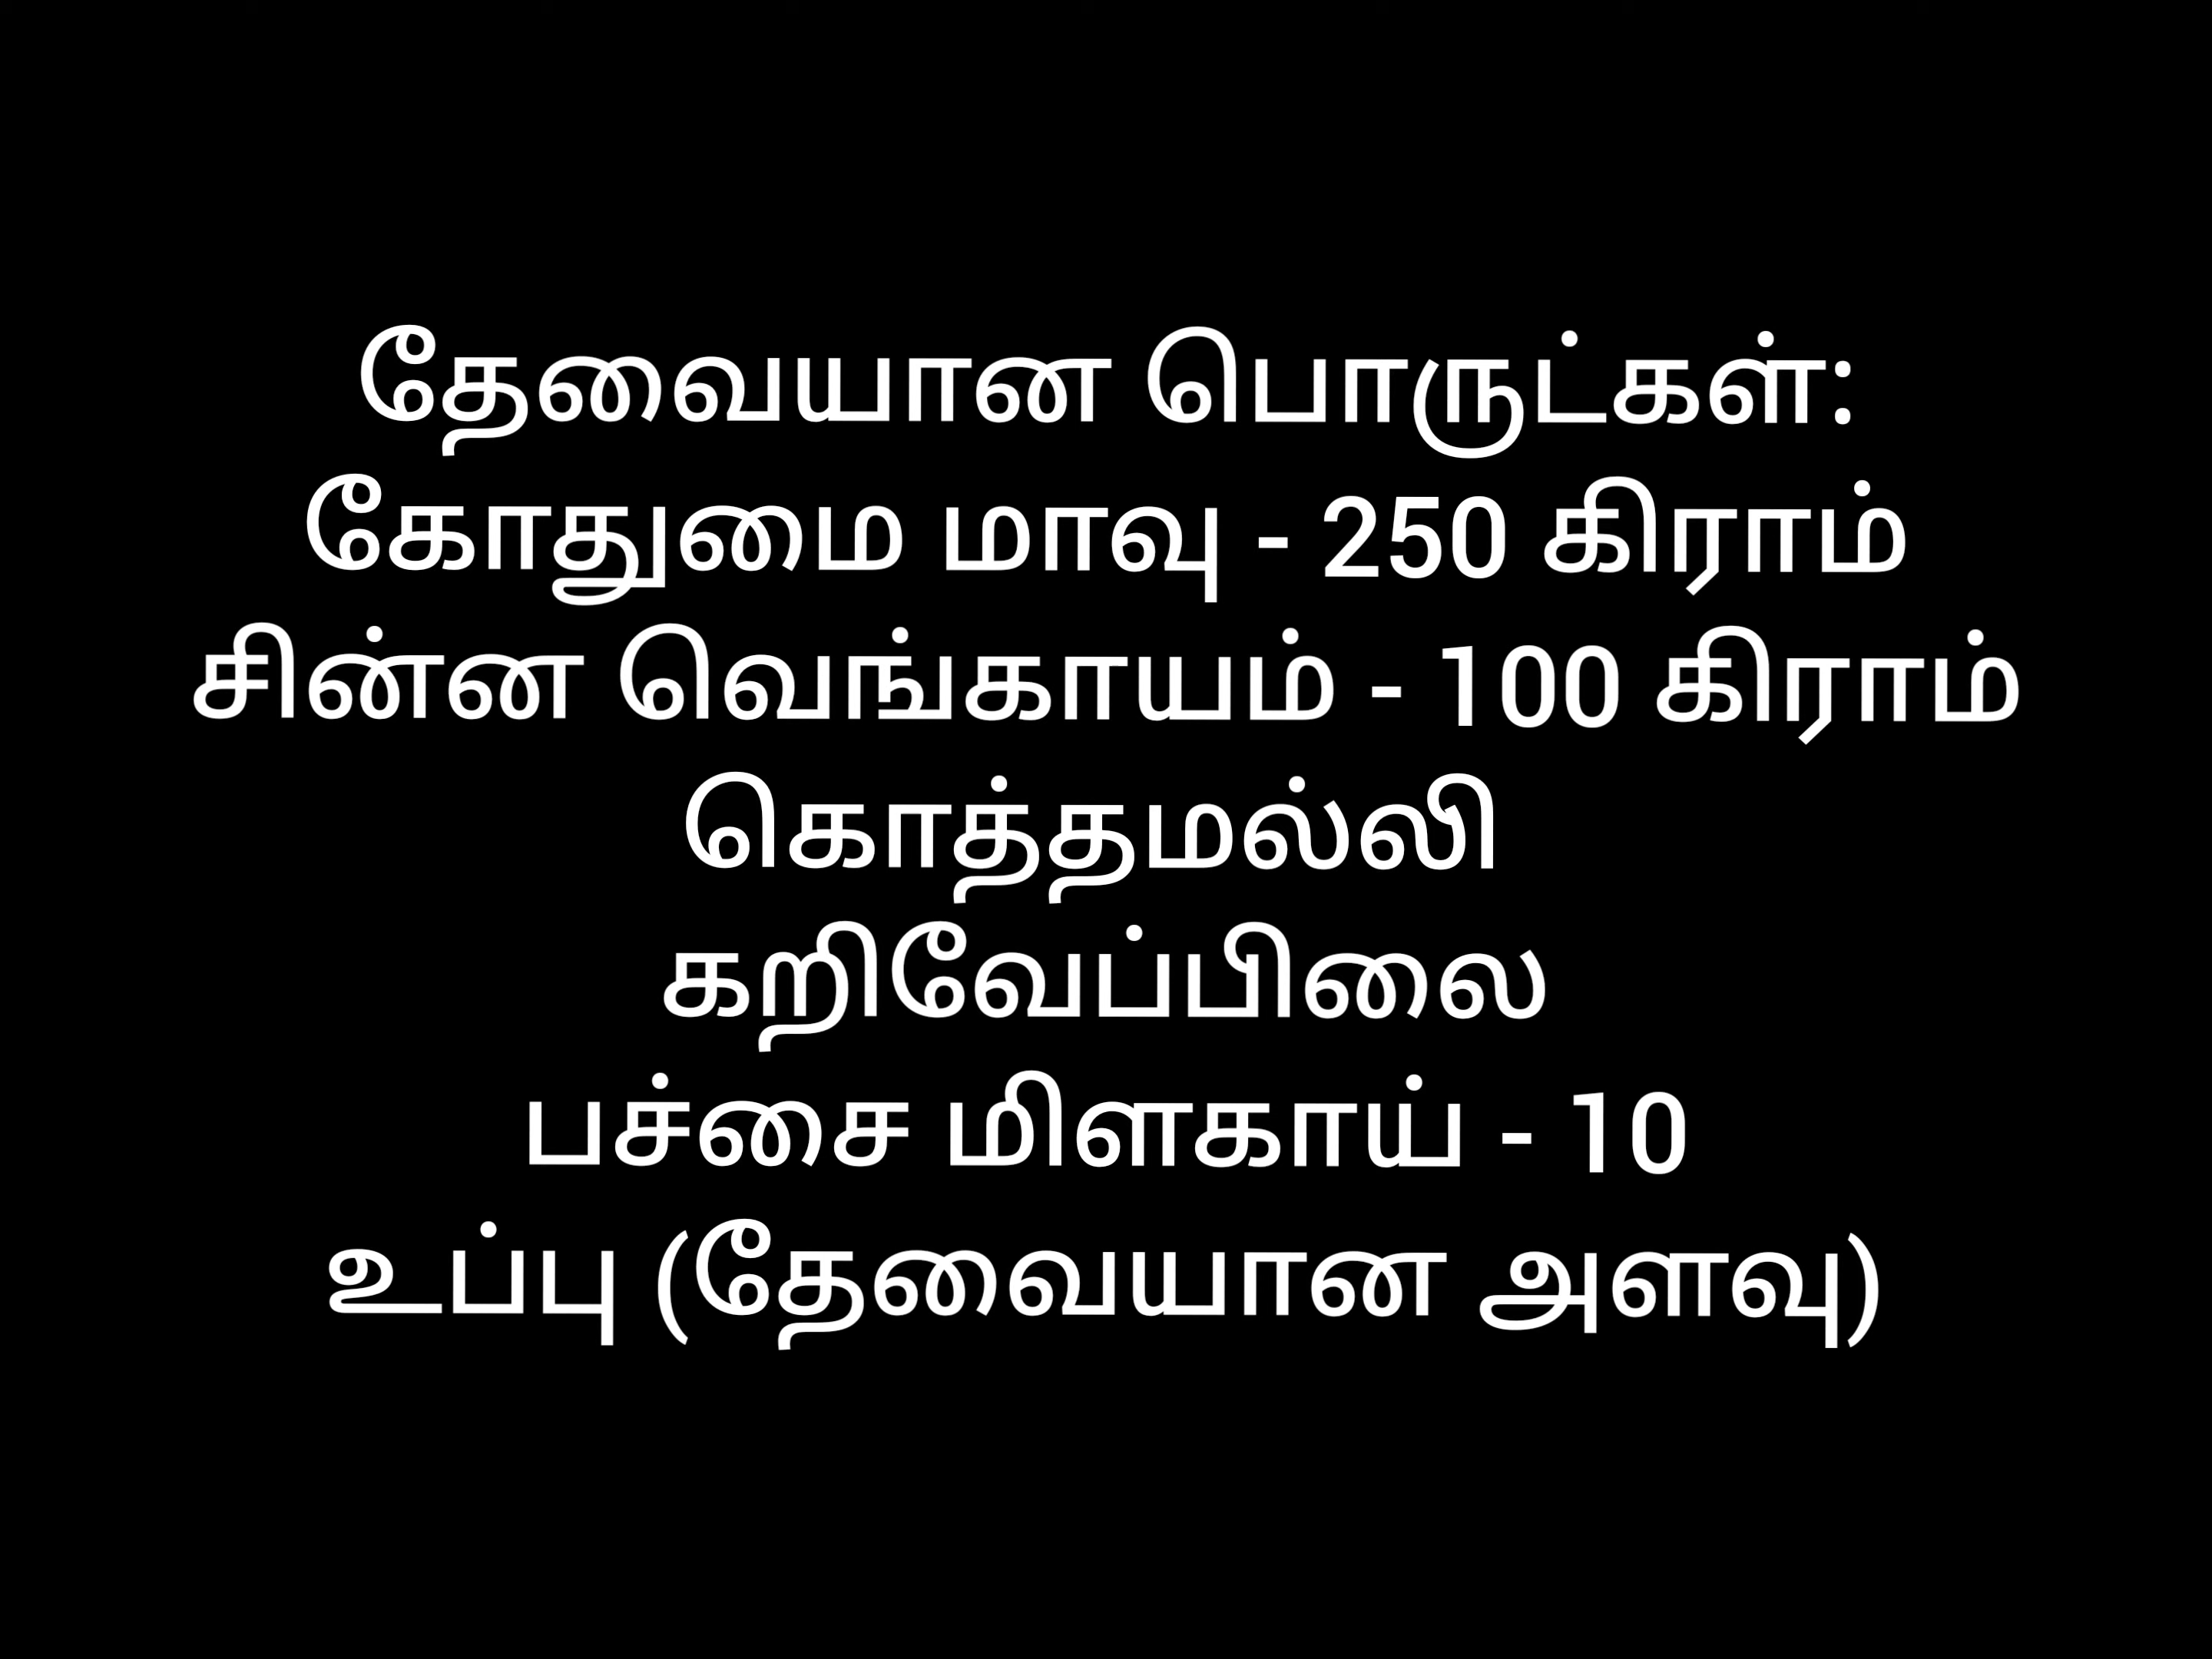 தேவையான பொருட்கள்:
கோதுமை மாவு - 250 கிராம்
சின்ன வெங்காயம் - 100 கிராம்
கொத்தமல்லி
கறிவேப்பிலை
பச்சை மிளகாய் - 10
உப்பு (தேவையான அளவு)